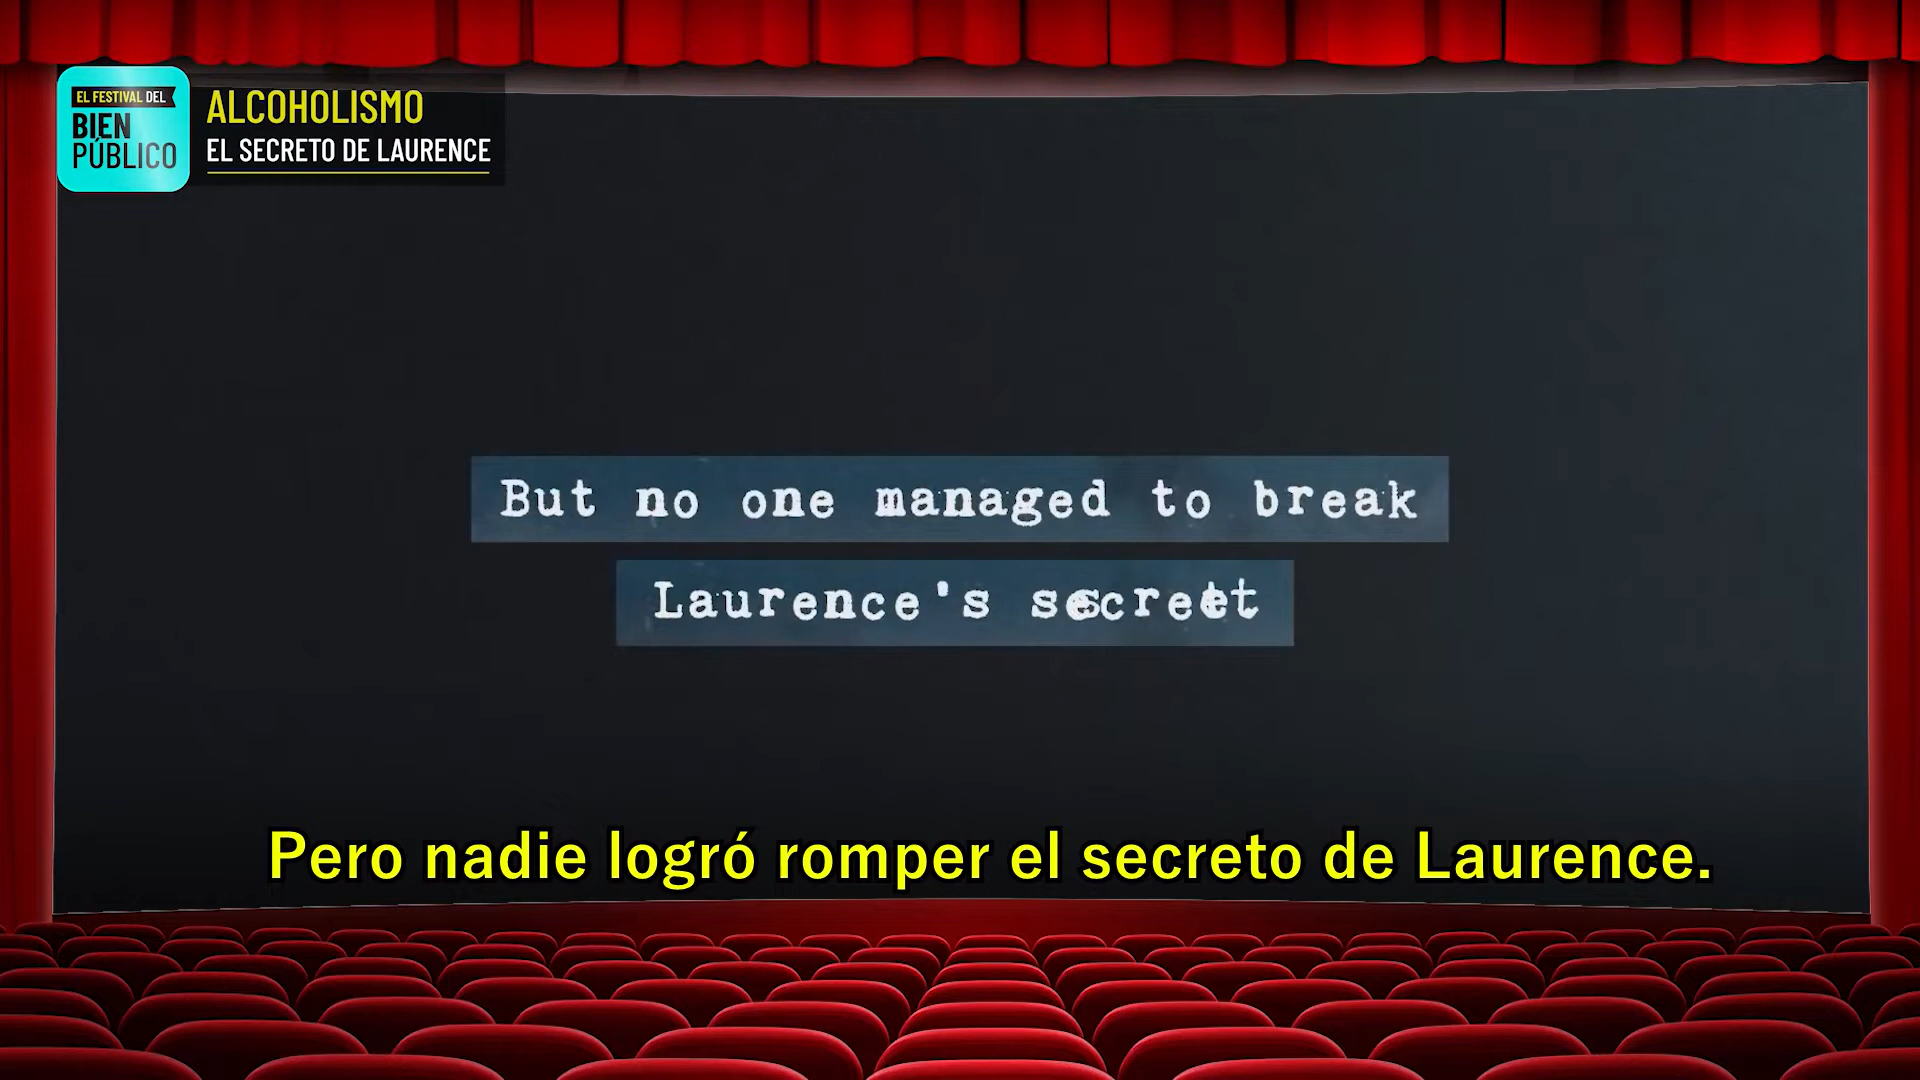 EL FESTIVAL DEL
BIEN
PÚBLICO
ALCOHOLISMO
EL SECRETO DE LAURENCE
But no one managed to break
Laurence's secret
Pero nadie logró romper el secreto de Laurence.